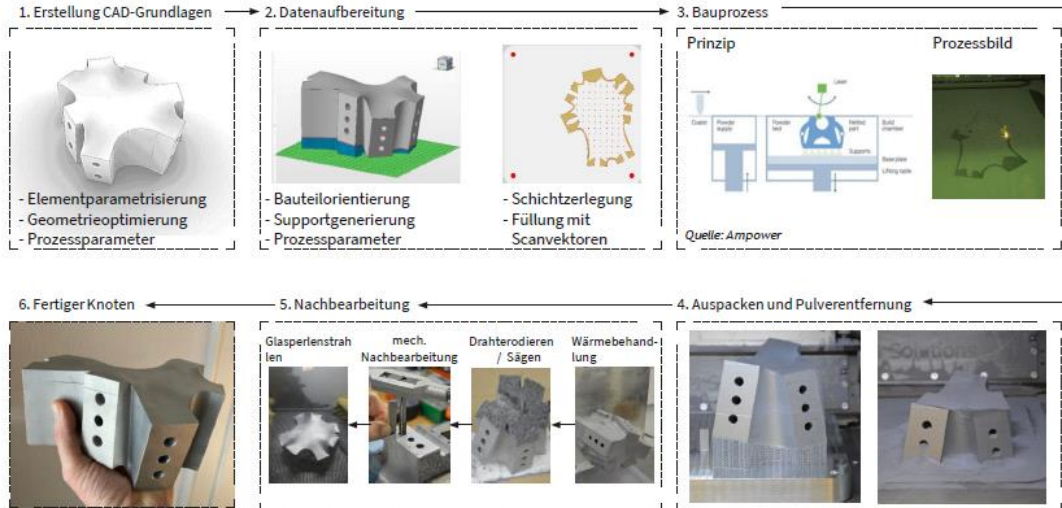 1. Erstellung CAD-Grundlagen
2. Datenaufbereitung
3. Bauprozess
- Elementparametrisierung
- Geometrieoptimierung
- Prozessparameter
- Bauteilorientierung
- Supportgenerierung
- Prozessparameter
- Schichtzerlegung
- Füllung mit
Scanvektoren
Prinzip
Prozessbild
Laser
Coater
Powder
supply
Powder
bed
Melted
part
Build
chamber
Supports
Base plate
Lifting table
Quelle: Ampower
6. Fertiger Knoten
5. Nachbearbeitung
4. Auspacken und Pulverentfernung
Glasperlenstrah
len
mech.
Nachbearbeitung
Drahterodieren
/ Sägen
Wärmebehand-
lung
Solutions